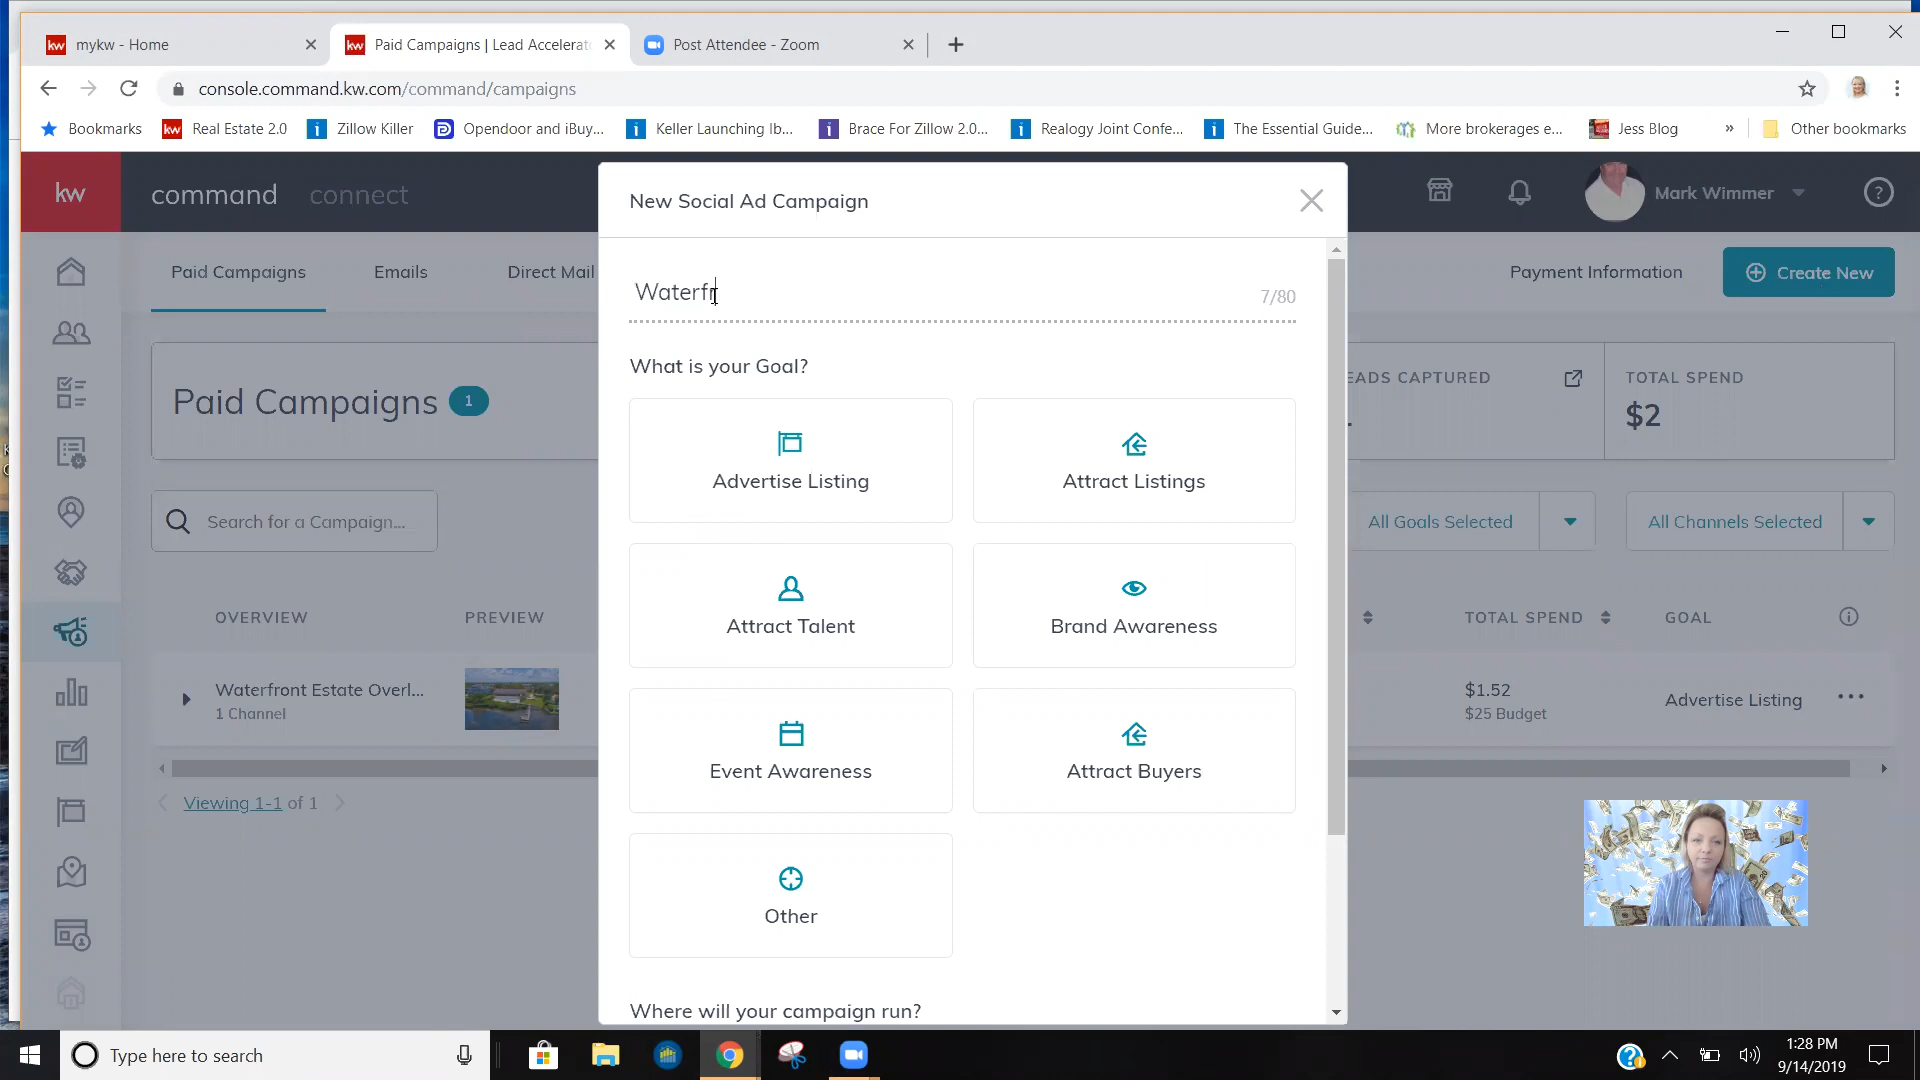 mykw - Home
Paid Campaigns | Lead Accelerat
Post Attendee - Zoom
console.command.kw.com/command/campaigns
Bookmarks
Real Estate 2.0
Zillow Killer
Opendoor and iBuy...
Keller Launching Ib...
Brace For Zillow 2.0...
Realogy Joint Confe...
The Essential Guide...
More brokerages e...
Jess Blog
»
Other bookmarks
kw
command
connect
New Social Ad Campaign
Mark Wimmer
Paid Campaigns
Emails
Direct Mail
Payment Information
Create New
Waterfr
7/80
What is your Goal?
Paid Campaigns 1
EADS CAPTURED
TOTAL SPEND
$2
Advertise Listing
Attract Listings
Search for a Campaign....
All Goals Selected
All Channels Selected
Attract Talent
Brand Awareness
OVERVIEW
PREVIEW
TOTAL SPEND
GOAL
Waterfront Estate Overl...
1 Channel
$1.52
$25 Budget
Advertise Listing
Event Awareness
Attract Buyers
Viewing 1-1 of 1
Other
Where will your campaign run?
Type here to search
1:28 PM
9/14/2019